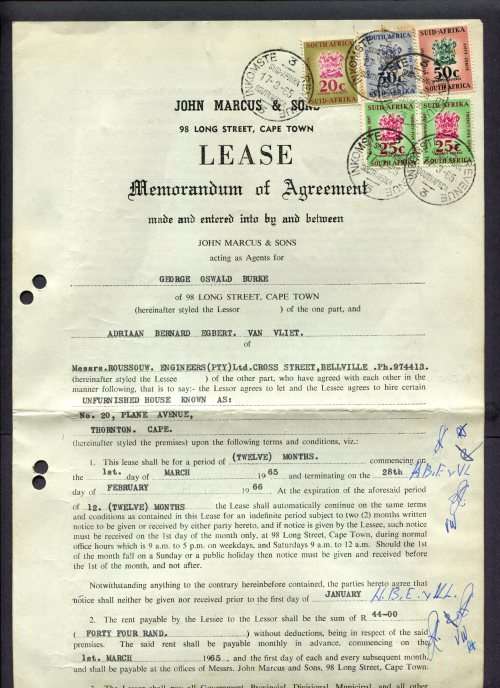 SOUTH AFRICA
20c
SUID-AFRIKA
SUID-AFRIKA
50c
SOUTH AFRICA
SUID-AFRIKA
50c
SOUTH AFRICA
SUID-AFRIKA
25c
SOUTH AFRICA
SUID-AFRIKA
25c
SOUTH AFRICA
INKOMSTE 3
17-3-65
INKOMSTE
REVENUE
JOHN MARCUS & SONS
98 LONG STREET, CAPE TOWN
LEASE
Memorandum of Agreement
made and entered into by and between
JOHN MARCUS & SONS
acting as Agents for
GEORGE OSWALD BURKE
of 98 LONG STREET, CAPE TOWN
(hereinafter styled the Lessor ) of the one part, and
ADRIAAN BERNARD EGBERT. VAN VLIET.
of
Messrs.ROUSSOUW. ENGINEERS(PTY)Ltd.CROSS STREET,BELLVILLE .Ph.974413.
(hereinafter styled the Lessee ) of the other part, who have agreed with each other in the
manner following, that is to say:- the Lessor agrees to let and the Lessee agrees to hire certain
UNFURNISHED HOUSE KNOWN AS:
No. 20, PLANE AVENUE,
THORNTON. CAPE.
(hereinafter styled the premises) upon the following terms and conditions, viz.:
1. This lease shall be for a period of (TWELVE) MONTHS. commencing on
the 1st. day of MARCH 1965 and terminating on the 28th A.B.E.v.VL
day of FEBRUARY 1966 At the expiration of the aforesaid period
of 12. (TWELVE) MONTHS the Lease shall automatically continue on the same terms
and conditions as contained in this Lease for an indefinite period subject to two (2) months written
notice to be given or received by either party hereto, and if notice is given by the Lessee, such notice
must be received on the 1st day of the month only, at 98 Long Street, Cape Town, during normal
office hours which is 9 a.m. to 5 p.m. on weekdays, and Saturdays 9 a.m. to 12 a.m. Should the 1st
of the month fall on a Sunday or a public holiday then notice must be given and received before
the 1st of the month, and not after.
Notwithstanding anything to the contrary hereinbefore contained, the parties hereto agree that
notice shall neither be given nor received prior to the first day of JANUARY A.B.E.v.VL.
2. The rent payable by the Lessee to the Lessor shall be the sum of R 44-00
( FORTY FOUR RAND. ) without deductions, being in respect of the said
premises. The said rent shall be payable monthly in advance, commencing on the
1st. MARCH 1965. and the first day of each and every subsequent month,
and shall be payable at the offices of Messrs. John Marcus and Sons, 98 Long Street, Cape Town.